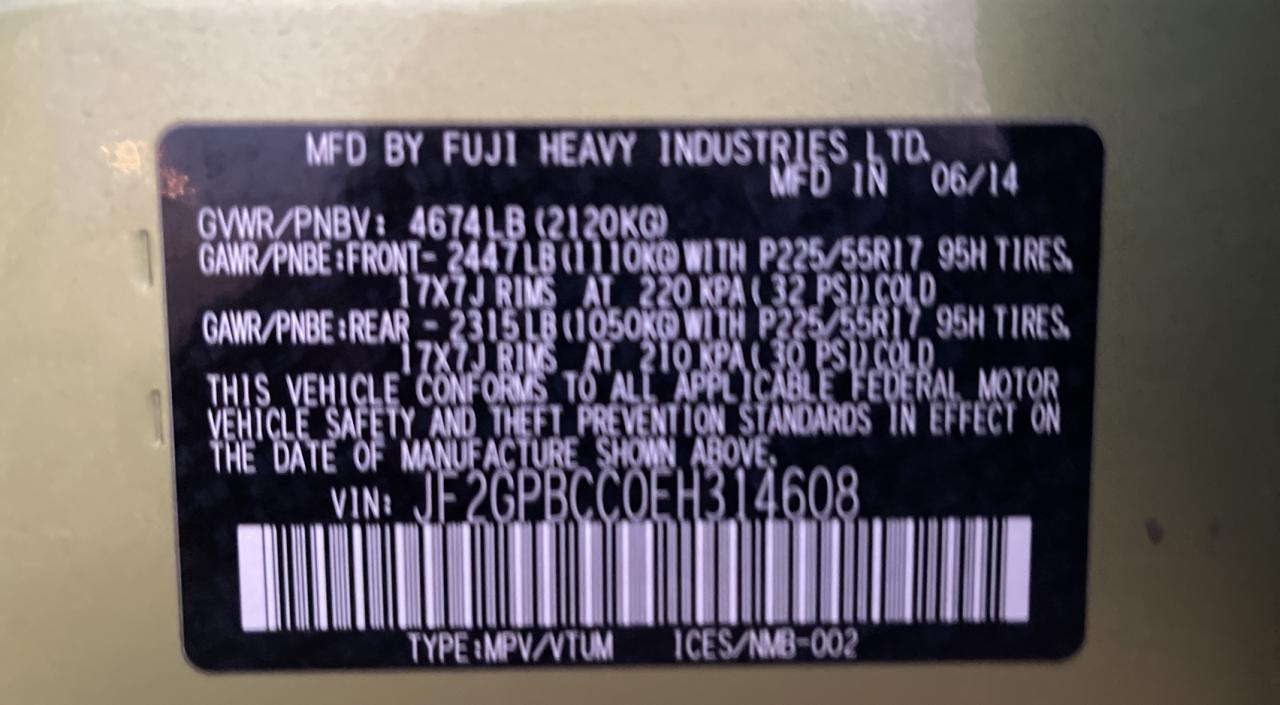 MFD BY FUJI HEAVY INDUSTRIES LTD.
MFD IN 06/14
GVWR/PNBV: 4674LB (2120KG)
GAWR/PNBE:FRONT- 2447LB (1110KG) WITH P225/55R17 95H TIRES,
17X7J RIMS AT 220 KPA ( 32 PSI) COLD
GAWR/PNBE:REAR - 2315LB (1050KG) WITH P225/55R17 95H TIRES,
17X7J RIMS AT 210 KPA ( 30 PSI) COLD
THIS VEHICLE CONFORMS TO ALL APPLICABLE FEDERAL MOTOR
VEHICLE SAFETY AND THEFT PREVENTION STANDARDS IN EFFECT ON
THE DATE OF MANUFACTURE SHOWN ABOVE.
VIN: JF2GPBCC0EH314608
TYPE:MPV/VTUM ICES/NMB-002